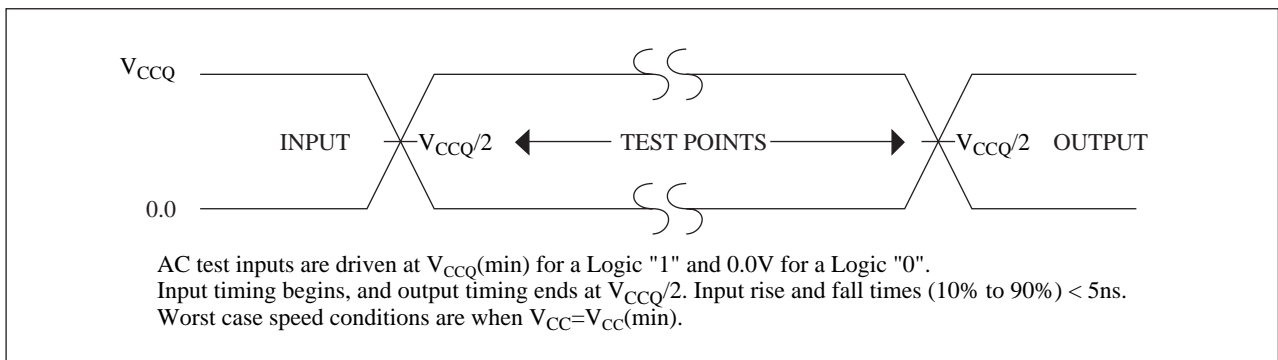 VCCQ
INPUT VCCQ/2 TEST POINTS VCCQ/2 OUTPUT
0.0
AC test inputs are driven at VCCQ(min) for a Logic "1" and 0.0V for a Logic "0".
Input timing begins, and output timing ends at VCCQ/2. Input rise and fall times (10% to 90%) < 5ns.
Worst case speed conditions are when VCC=VCC(min).